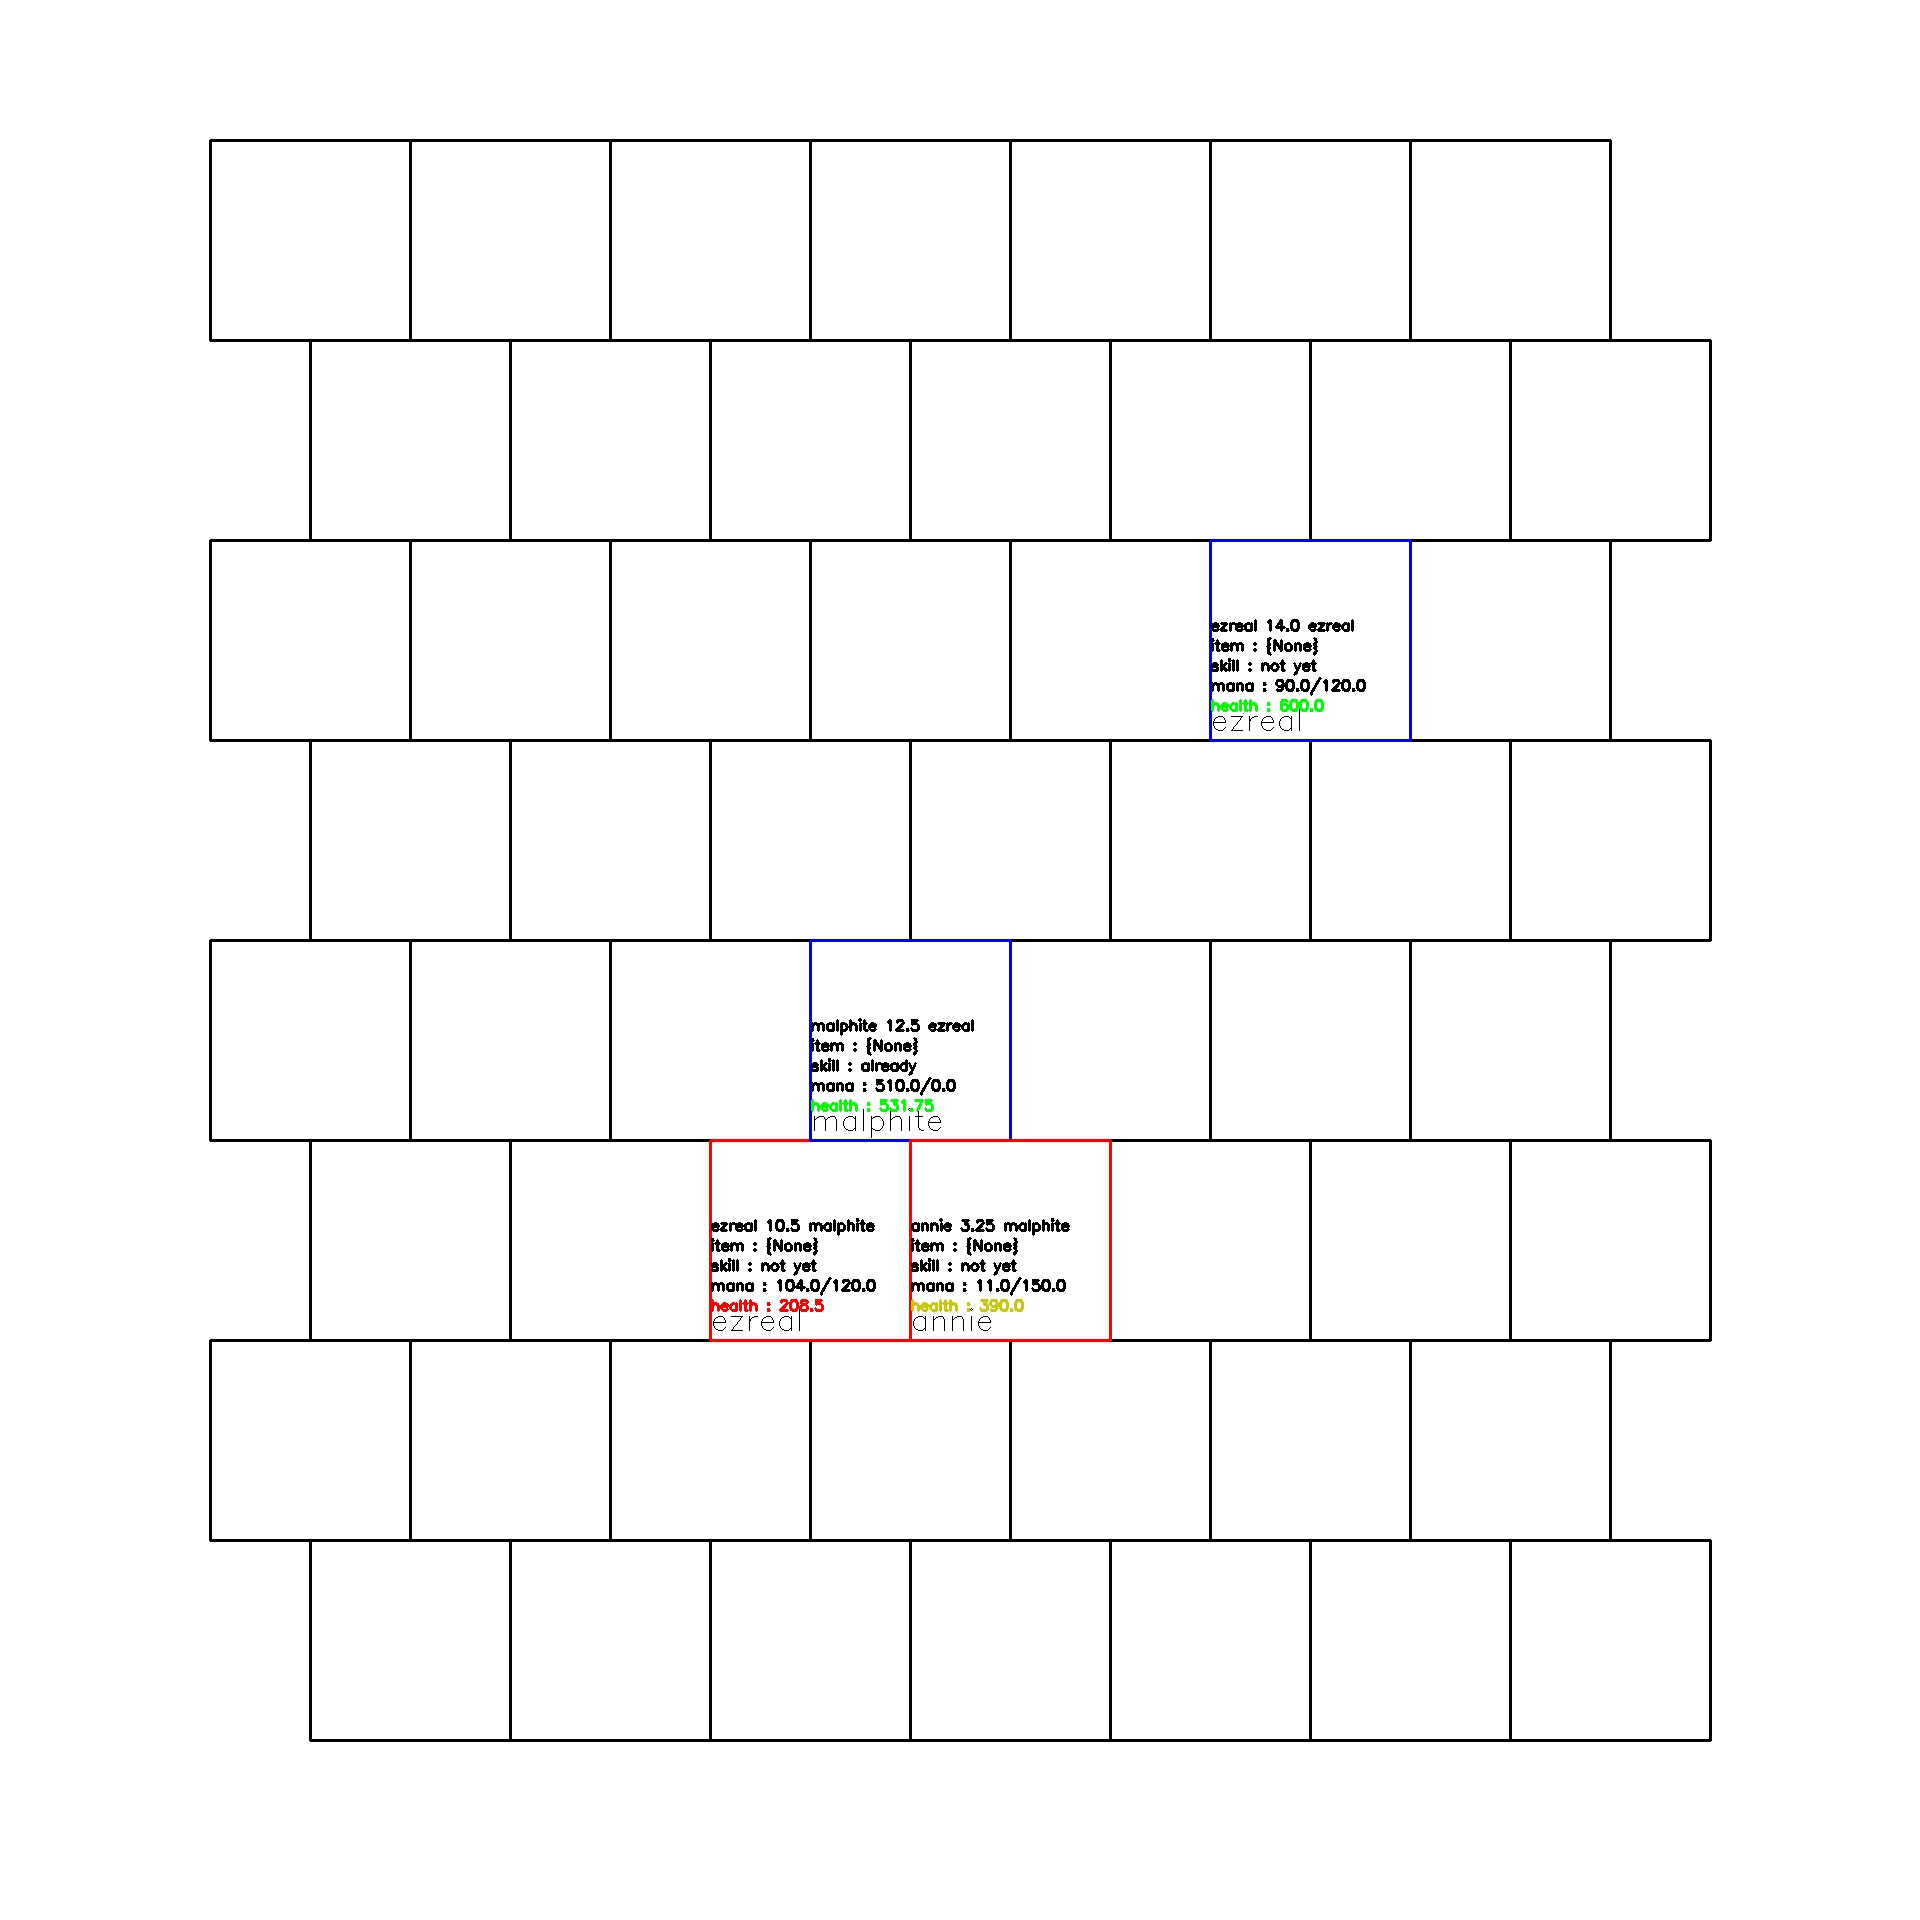 ezreal 14.0 ezreal
item : {None}
skill : not yet
mana : 90.0/120.0
health : 600.0
ezreal
malphite 12.5 ezreal
item : {None}
skill : already
mana : 510.0/0.0
health : 531.75
malphite
ezreal 10.5 malphite
item : {None}
skill : not yet
mana : 104.0/120.0
health : 208.5
ezreal
annie 3.25 malphite
item : {None}
skill : not yet
mana : 11.0/150.0
health : 390.0
annie